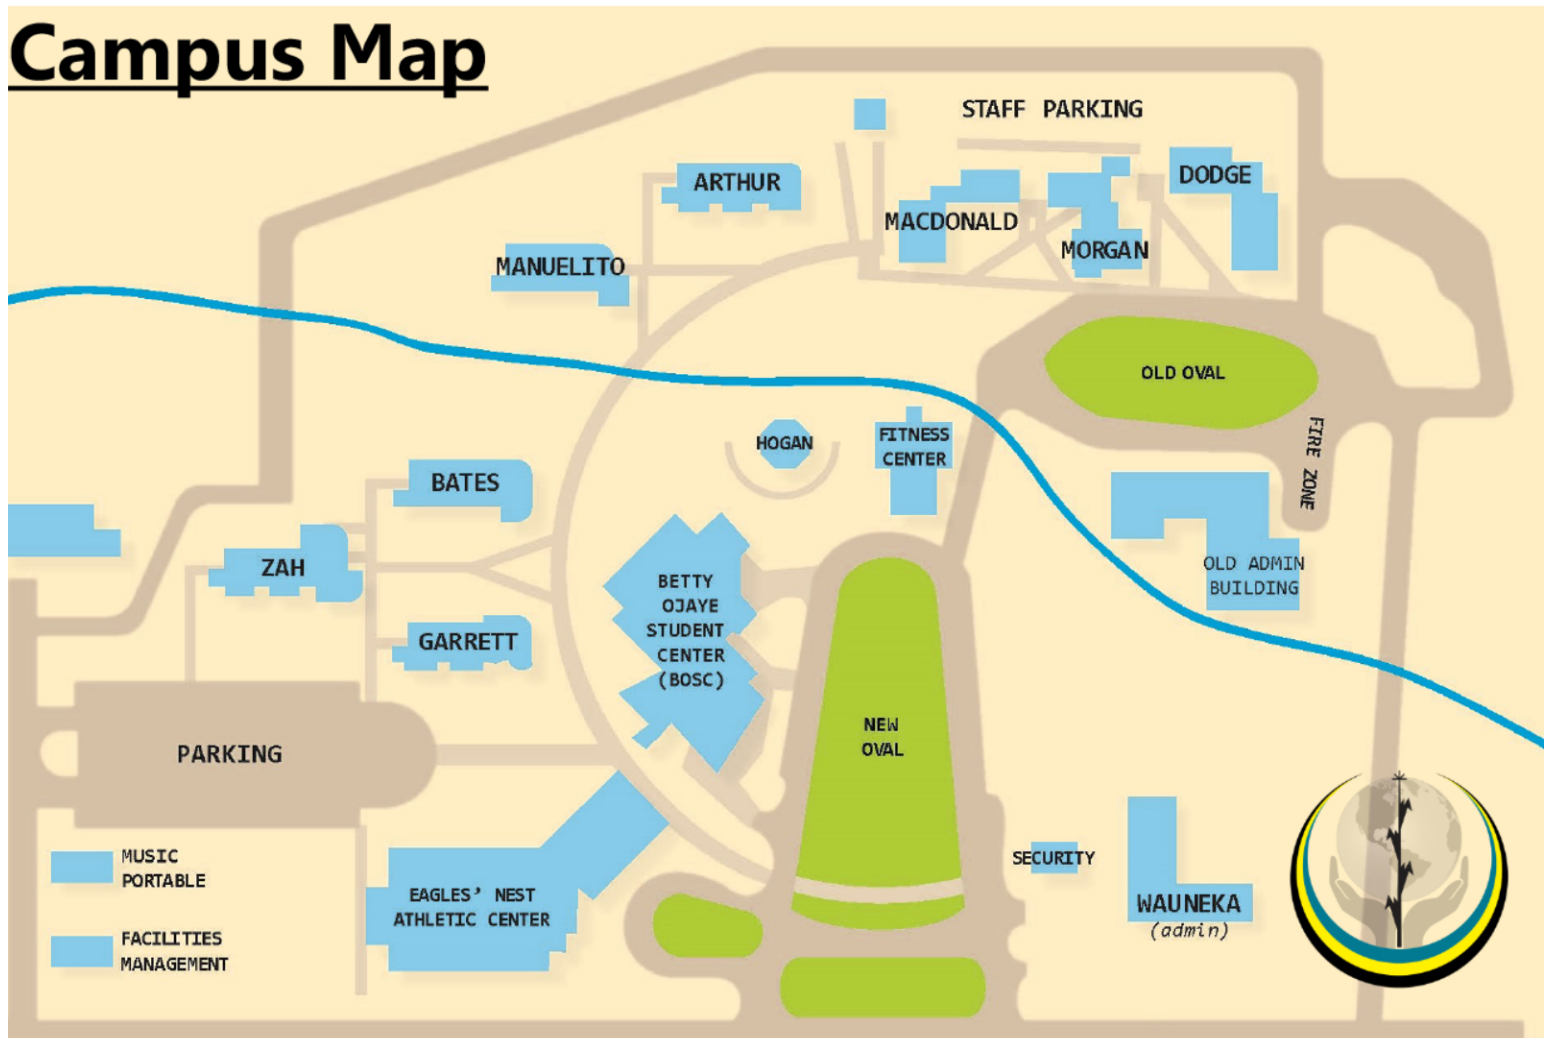 Campus Map
STAFF PARKING
ARTHUR
DODGE
MACDONALD
MORGAN
MANUELITO
OLD OVAL
FIRE ZONE
HOGAN
FITNESS
CENTER
BATES
ZAH
OLD ADMIN
BUILDING
BETTY
OJAYE
STUDENT
CENTER
(BOSC)
GARRETT
NEW
OVAL
PARKING
MUSIC
PORTABLE
SECURITY
EAGLES’ NEST
ATHLETIC CENTER
WAUNEKA
(admin)
FACILITIES
MANAGEMENT